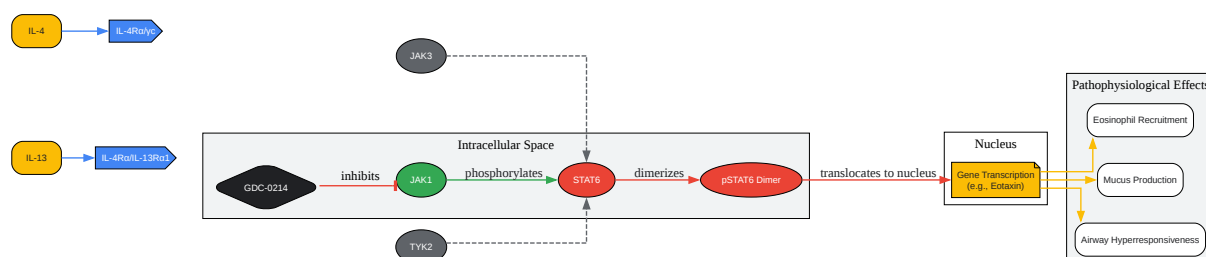 IL-4
IL-4Rα/γc
JAK3
Pathophysiological Effects
Eosinophil Recruitment
IL-13
IL-4Rα/IL-13Rα1
Intracellular Space
GDC-0214
inhibits
JAK1
phosphorylates
STAT6
dimerizes
pSTAT6 Dimer
translocates to nucleus
Nucleus
Gene Transcription
(e.g., Eotaxin)
Mucus Production
TYK2
Airway Hyperresponsiveness